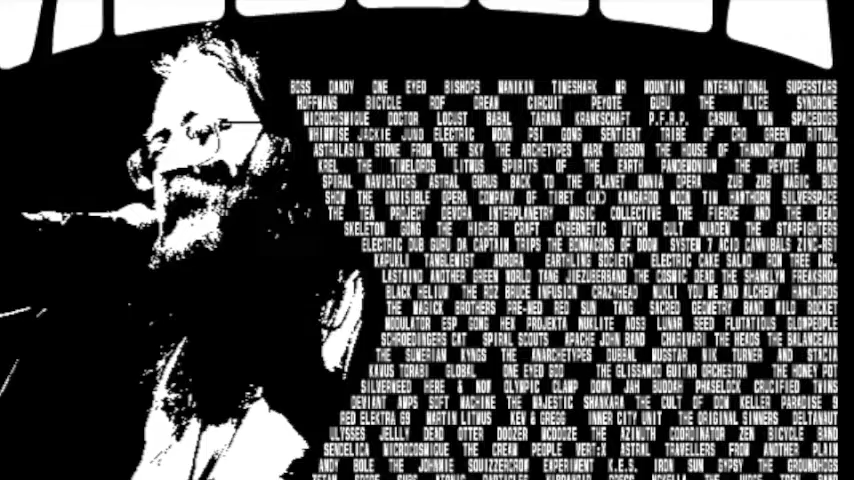 BOSS DANDY ONE EYED BISHOPS MANIKIN TIMESHARK MR MOUNTAIN INTERNATIONAL SUPERSTARS
HOFFMANS BICYCLE ROF DREAM CIRCUIT PEYOTE GURU THE ALICE SYNDROME
MICROCOSMIQUE DOCTOR LOCUST BABAL TARANA KRANKSCHAFT P.F.R.P. CASUAL NUN SPACEDOGS
WHIMWISE JACKIE JUNO ELECTRIC MOON PSI GONG SENTIENT TRIBE OF CRO GREEN RITUAL
ASTRALASIA STONE FROM THE SKY THE ARCHETYPES MARK ROBSON THE HOUSE OF THANDOY ANDY ROID
KREL THE TIMELORDS LITMUS SPIRITS OF THE EARTH PANDEMONIUM THE PEYOTE BAND
SPIRAL NAVIGATORS ASTRAL GURUS BACK TO THE PLANET OMNIA OPERA ZUB ZUB MAGIC BUS
SHOW THE INVISIBLE OPERA COMPANY OF TIBET (UK) KANGAROO MOON TIM HANTHORN SILVERSPACE
THE TEA PROJECT DEVORA INTERPLANETRY MUSIC COLLECTIVE THE FIERCE AND THE DEAD
SKELETON GONG THE HIGHER CRAFT CYBERNETIC WITCH CULT NUADEN THE STARFIGHTERS
ELECTRIC DUB GURU DA CAPTAIN TRIPS THE BONNACONS OF DOOM SYSTEM 7 ACID CANNIBALS ZINC-RSI
KAPUKLI TANGLEMIST AURORA EARTHLING SOCIETY ELECTRIC CAKE SALAD FOM TREE INC.
LASTWIND ANOTHER GREEN WORLD TANG JIEZUBERBAND THE COSMIC DEAD THE SHANKLYN FREAKSHOW
BLACK HELIUM THE ROZ BRUCE INFUSION CRAZYHEAD NUKLI YOU ME AND ALCHEMY HAWKLORDS
THE MAGICK BROTHERS PRE-MED RED SUN TANG SACRED GEOMETRY BAND WILD ROCKET
MODULATOR ESP GONG HEX PROJEKTA NUKLITE AOS3 LUNAR SEED FLUTATIOUS GLOWPEOPLE
SCHROEDINGERS CAT SPIRAL SCOUTS APACHE JOHN BAND CHARIVARI THE HEADS THE BALANCEMAN
THE SUMERIAN KYNGS THE ANARCHETYPES DUBBAL MUGSTAR NIK TURNER AND STACIA
KAVUS TORABI GLOBAL ONE EYED GOD THE GLISSANDO GUITAR ORCHESTRA THE HONEY POT
SILVERWEED HERE & NOW OLYMPIC CLAMP DOWN JAH BUDDAH PHASELOCK CRUCIFIED TWINS
DEVIANT AMPS SOFT MACHINE THE MAJESTIC SHANKARA THE CULT OF DOM KELLER PARADISE 9
RED ELEKTRA 69 MARTIN LITMUS KEV & GREGG INNER CITY UNIT THE ORIGINAL SINNERS DELTANAUT
ULYSSES JELLLY DEAD OTTER DOOZER MCDOOZE THE AZIMUTH COORDINATOR ZEN BICYCLE BAND
SENDELICA MICROCOSMIQUE THE CREAM PEOPLE VERT:X ASTRAL TRAVELLERS FROM ANOTHER PLAIN
ANDY BOLE THE JOHNNIE SQUIZZERCROW EXPERIMENT K.E.S. IRON SUN GYPSY THE GROUNDHOGS